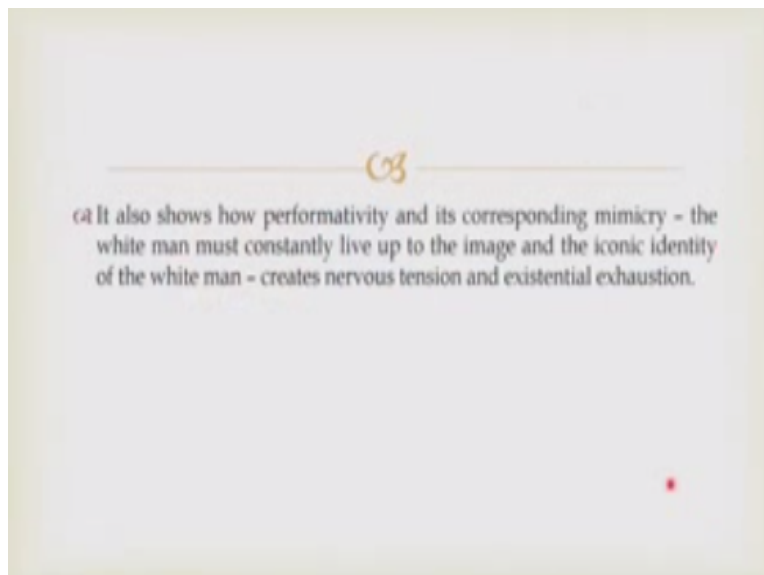 It also shows how performativity and its corresponding mimicry – the
white man must constantly live up to the image and the iconic identity
of the white man – creates nervous tension and existential exhaustion.